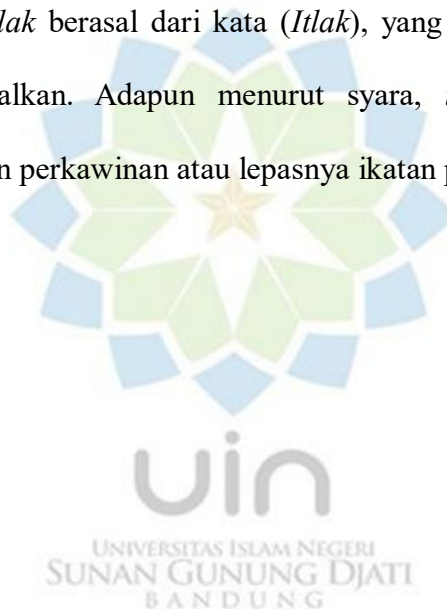 lak berasal dari kata (Itlak), yang
alkan. Adapun menurut syara,
n perkawinan atau lepasnya ikatan
uin
UNIVERSITAS ISLAM NEGERI
SUNAN GUNUNG DJATI
BANDUNG